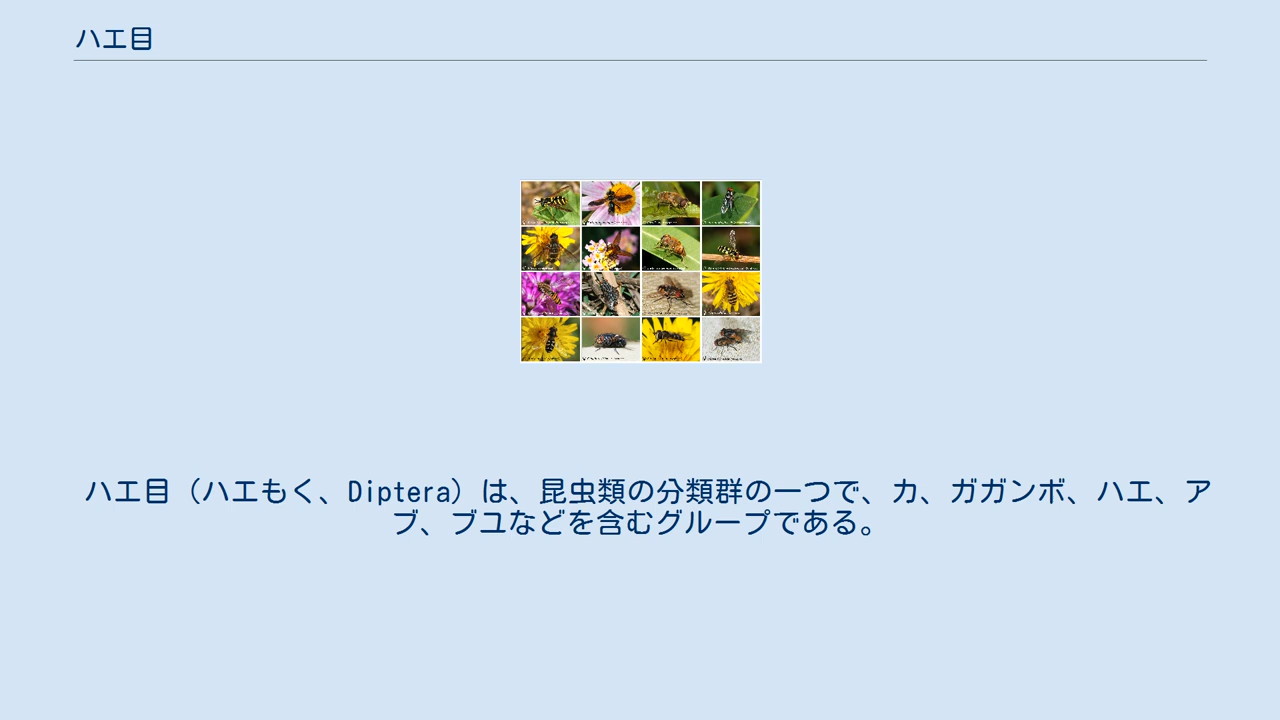 ハエ目
ハエ目（ハエもく、Diptera）は、昆虫類の分類群の一つで、カ、ガガンボ、ハエ、ア
ブ、ブユなどを含むグループである。